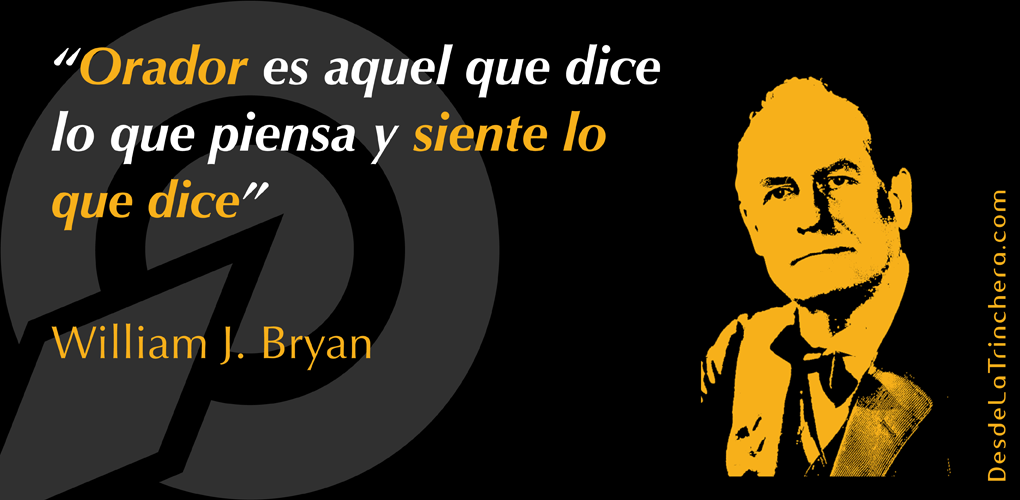 “Orador es aquel que dice
lo que piensa y siente lo
que dice”
William J. Bryan
DesdeLaTrinchera.com